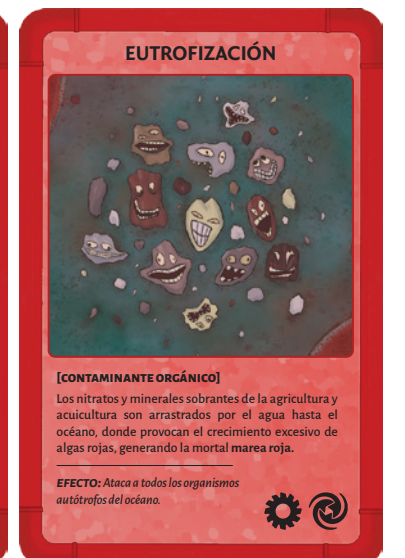 EUTROFIZACIÓN
[CONTAMINANTE ORGÁNICO]
Los nitratos y minerales sobrantes de la agricultura y
acuicultura son arrastrados por el agua hasta el
océano, donde provocan el crecimiento excesivo de
algas rojas, generando la mortal marea roja.
EFECTO: Ataca a todos los organismos
autótrofos del océano.